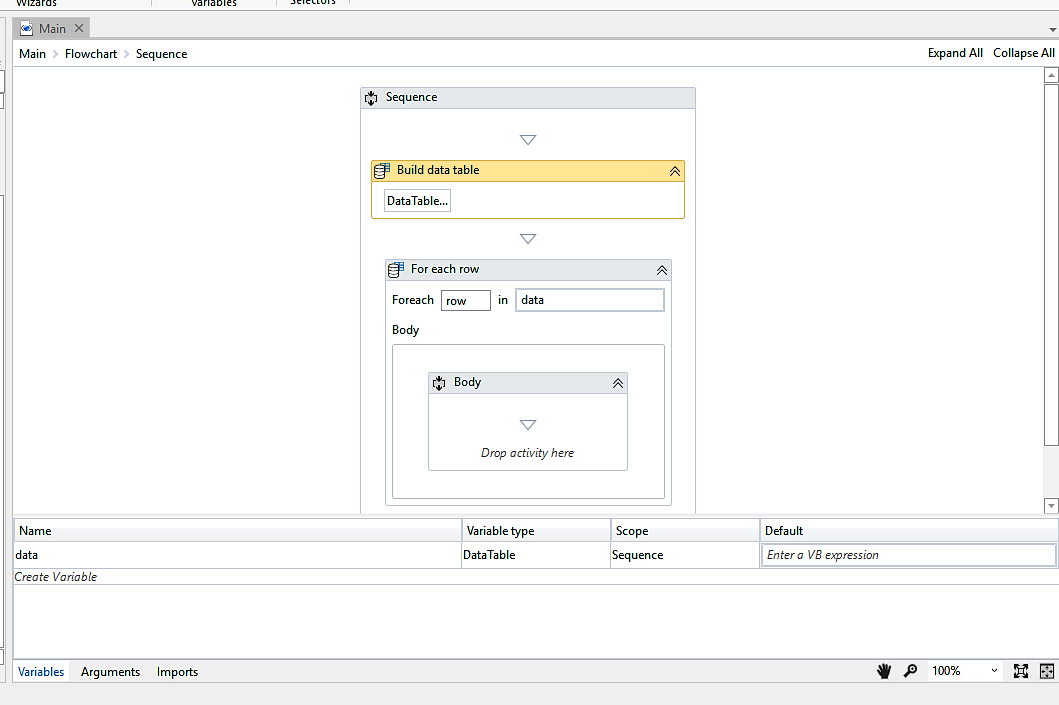 Wizards Variables Selectors
Main
Main > Flowchart > Sequence Expand All Collapse All
Sequence
Build data table
DataTable...
For each row
Foreach row in data
Body
Body
Drop activity here
Name Variable type Scope Default
data DataTable Sequence Enter a VB expression
Create Variable
Variables Arguments Imports 100%